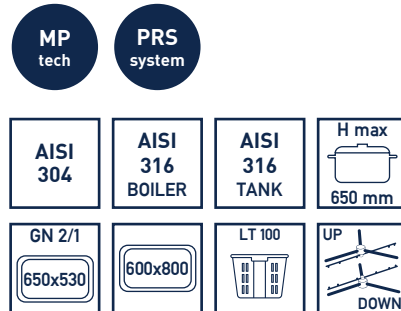 MP
tech
PRS
system
AISI
304
AISI
316
BOILER
AISI
316
TANK
H max
650 mm
GN 2/1
650x530
600x800
LT 100
UP
DOWN